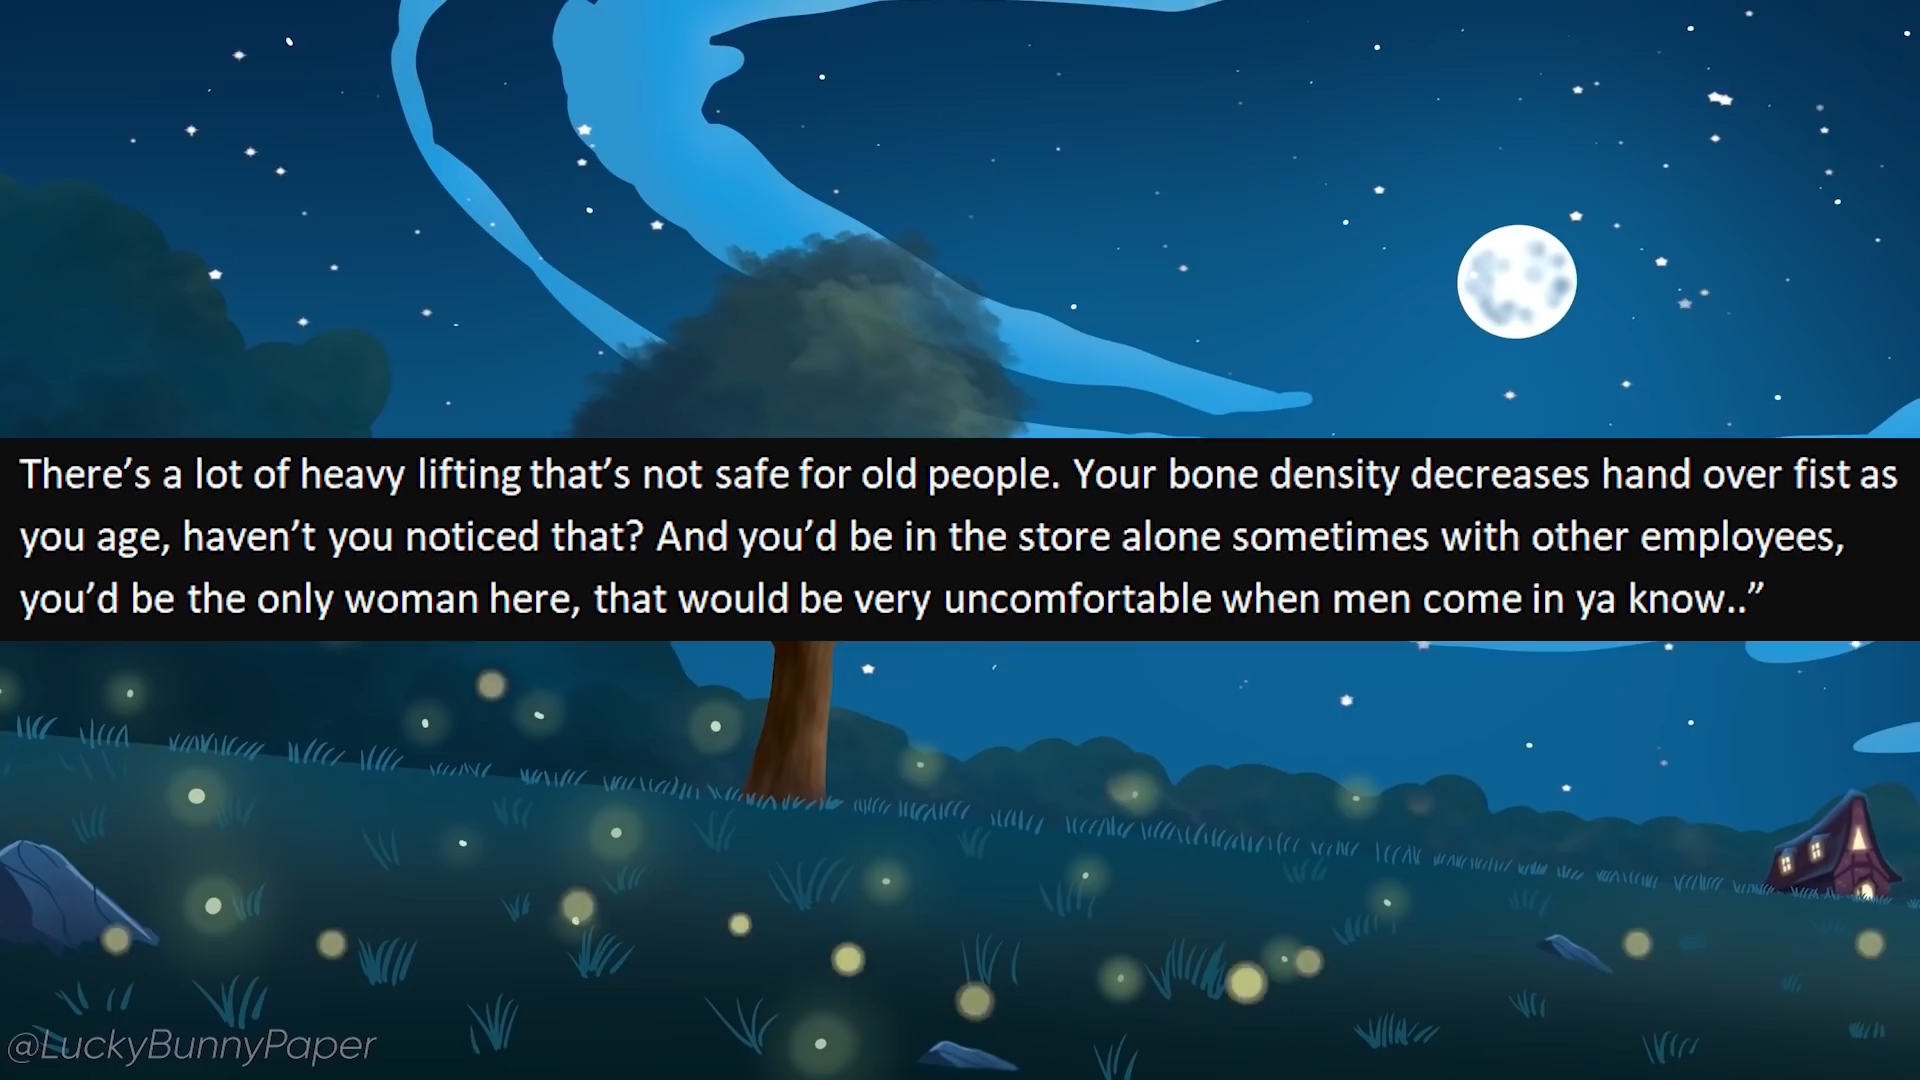 There’s a lot of heavy lifting that’s not safe for old people. Your bone density decreases hand over fist as
you age, haven’t you noticed that? And you’d be in the store alone sometimes with other employees,
you’d be the only woman here, that would be very uncomfortable when men come in ya know..”
@LuckyBunnyPaper